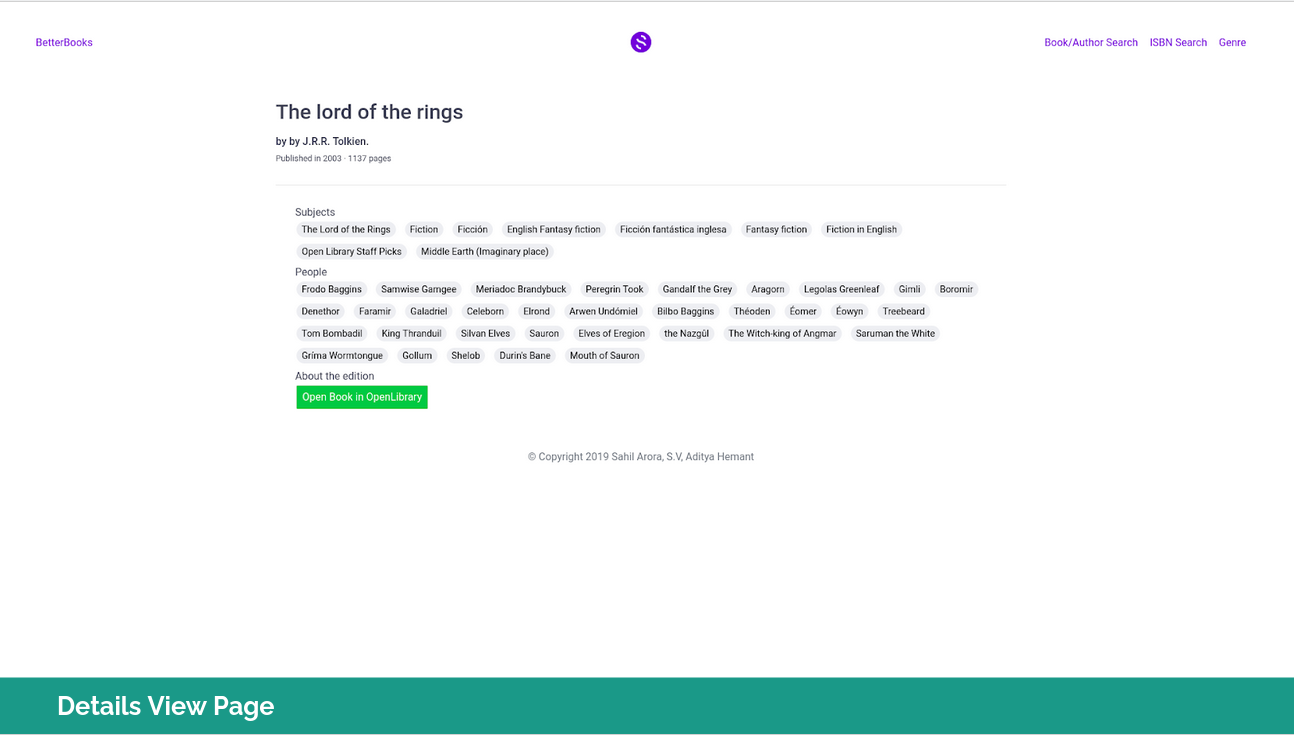 BetterBooks
Book/Author Search ISBN Search Genre
The lord of the rings
by by J.R.R. Tolkien.
Published in 2003 · 1137 pages
Subjects
The Lord of the Rings Fiction Ficción English Fantasy fiction Ficción fantástica inglesa Fantasy fiction Fiction in English
Open Library Staff Picks Middle Earth (Imaginary place)
People
Frodo Baggins Samwise Gamgee Meriadoc Brandybuck Peregrin Took Gandalf the Grey Aragorn Legolas Greenleaf Gimli Boromir
Denethor Faramir Galadriel Celeborn Elrond Arwen Undómiel Bilbo Baggins Théoden Éomer Éowyn Treebeard
Tom Bombadil King Thranduil Silvan Elves Sauron Elves of Eregion the Nazgûl The Witch-king of Angmar Saruman the White
Gríma Wormtongue Gollum Shelob Durin's Bane Mouth of Sauron
About the edition
Open Book in OpenLibrary
© Copyright 2019 Sahil Arora, S.V, Aditya Hemant
Details View Page